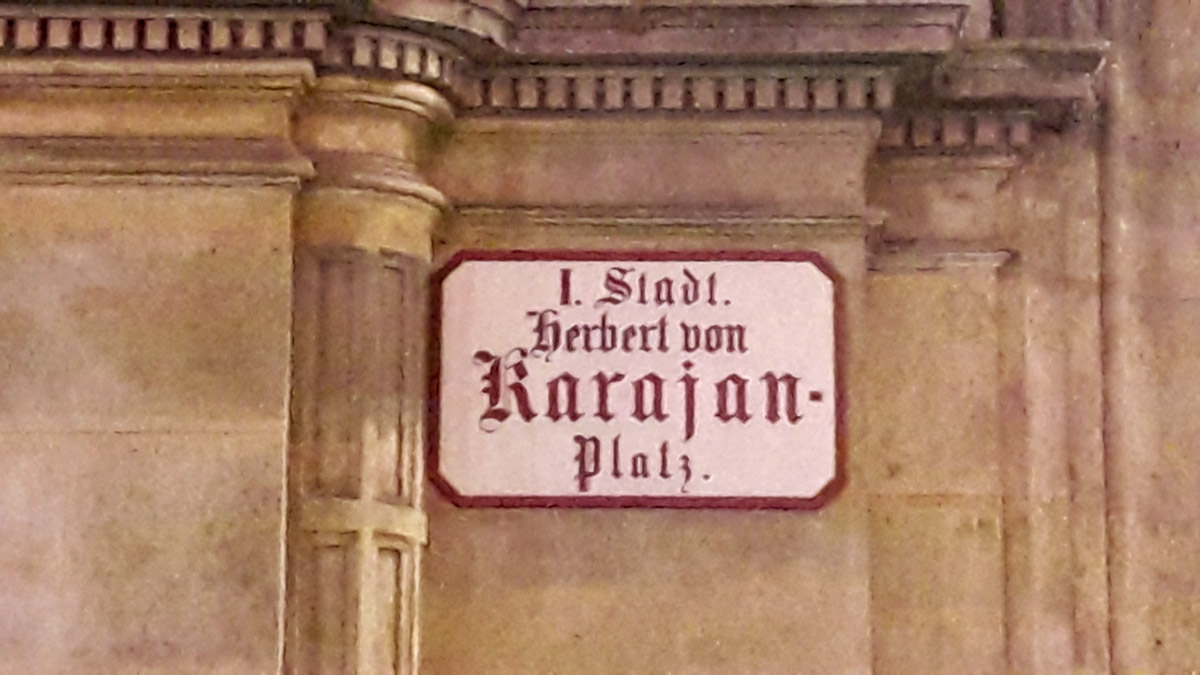 I. Stadt.
Herbert von
Karajan-
Platz.